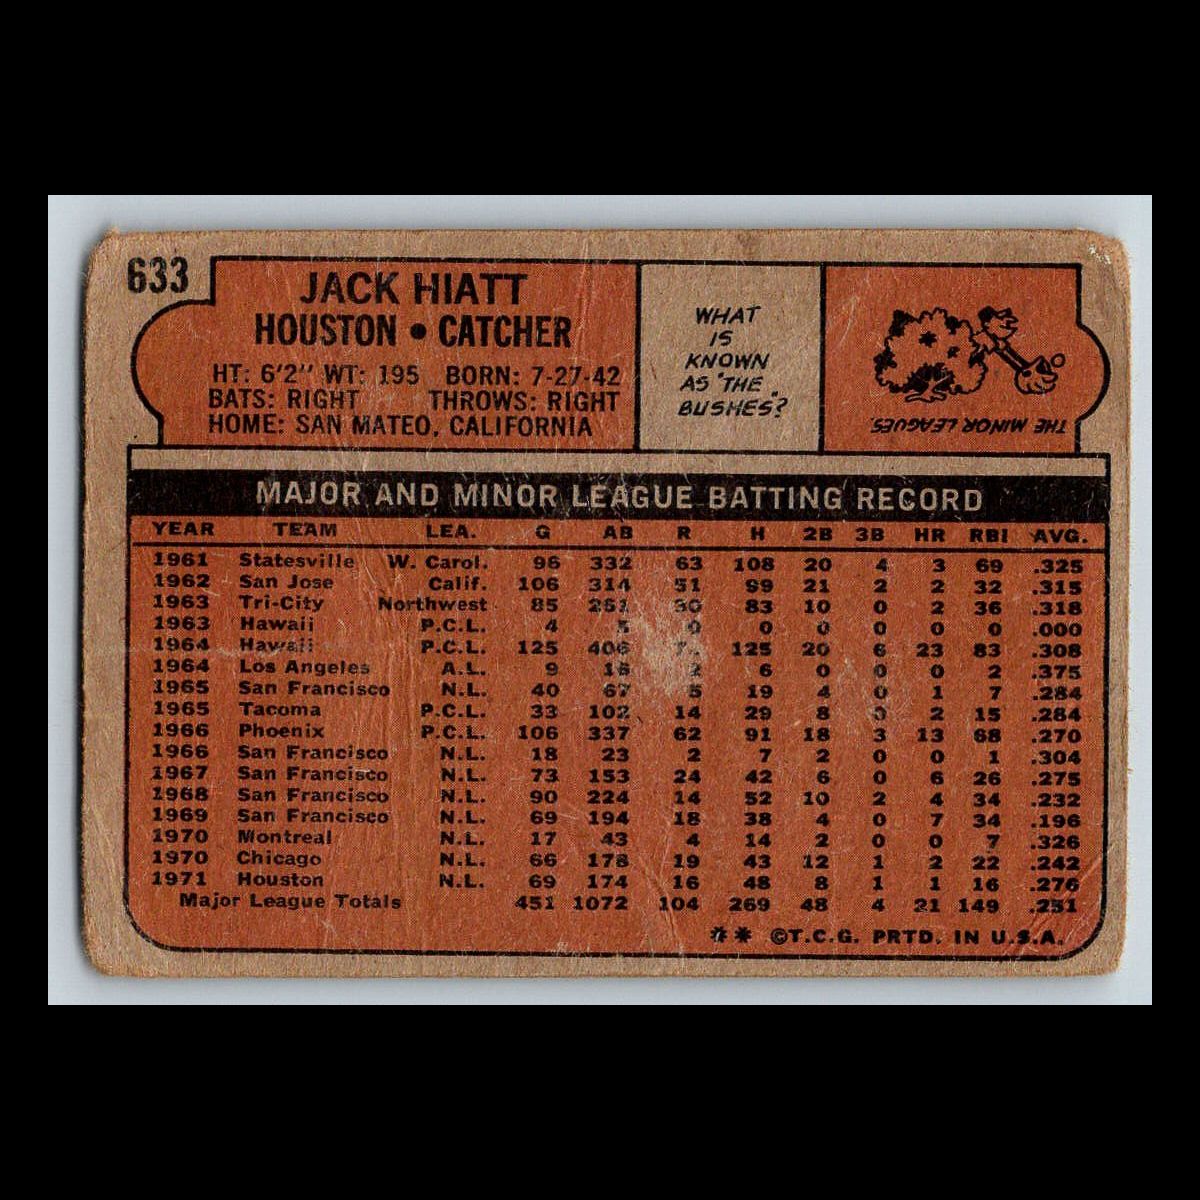 633
JACK HIATT
HOUSTON • CATCHER
HT: 6'2" WT: 195 BORN: 7-27-42
BATS: RIGHT THROWS: RIGHT
HOME: SAN MATEO, CALIFORNIA
WHAT
IS
KNOWN
AS "THE
BUSHES"?
THE MINOR LEAGUES.
MAJOR AND MINOR LEAGUE BATTING RECORD
YEAR TEAM LEA. G AB R H 2B 3B HR RBI AVG.
1961 Statesville W. Carol. 96 332 63 108 20 4 3 69 .325
1962 San Jose Calif. 106 314 51 99 21 2 2 32 .315
1963 Tri-City Northwest 85 261 83 10 0 2 36 .318
1963 Hawaii P.C.L. 4 5 0 0 0 0 0 0 .000
1964 Hawaii P.C.L. 125 406 125 20 6 23 83 .308
1964 Los Angeles A.L. 9 16 2 6 0 0 0 2 .375
1965 San Francisco N.L. 40 67 5 19 4 0 1 7 .284
1965 Tacoma P.C.L. 33 102 14 29 8 0 2 15 .284
1966 Phoenix P.C.L. 106 337 62 91 18 3 13 68 .270
1966 San Francisco N.L. 18 23 2 7 2 0 0 1 .304
1967 San Francisco N.L. 73 153 24 42 6 0 6 26 .275
1968 San Francisco N.L. 90 224 14 52 10 2 4 34 .232
1969 San Francisco N.L. 69 194 18 38 4 0 7 34 .196
1970 Montreal N.L. 17 43 4 14 2 0 0 7 .326
1970 Chicago N.L. 66 178 19 43 12 1 2 22 .242
1971 Houston N.L. 69 174 16 48 8 1 1 16 .276
Major League Totals 451 1072 104 269 48 4 21 149 .251
** ©T.C.G. PRTD. IN U.S.A.